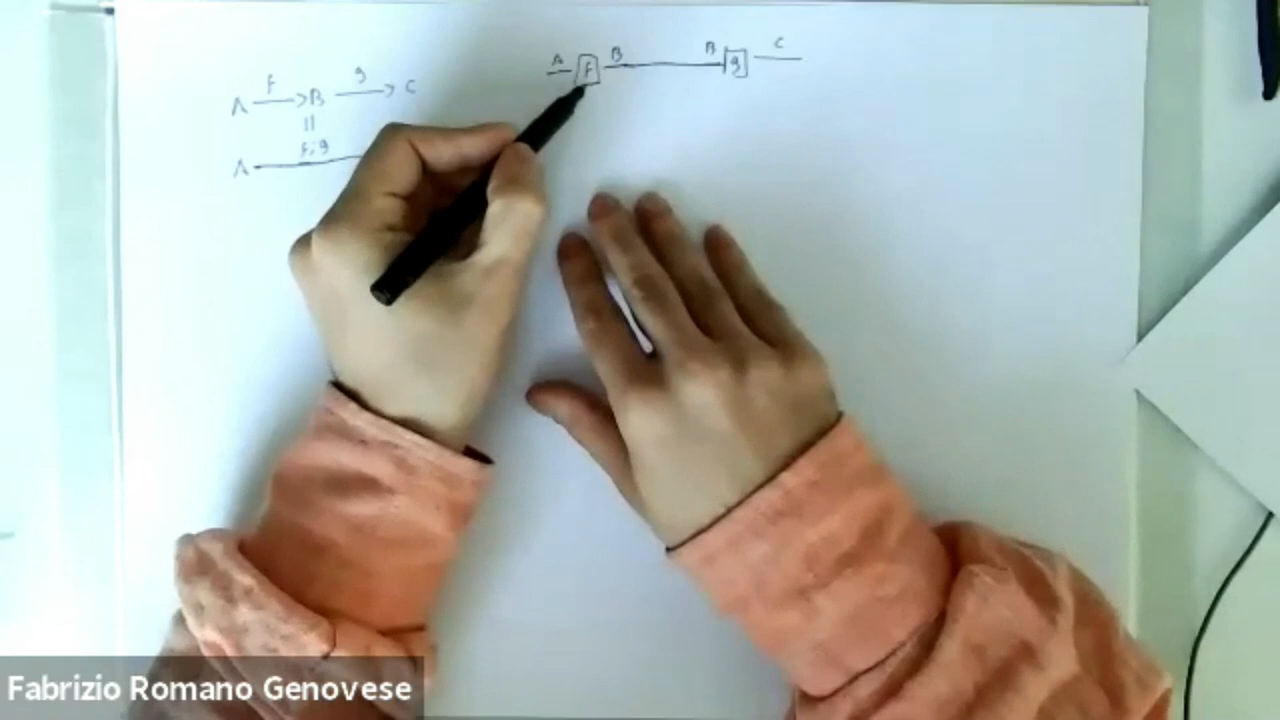 A f B B g C
A f B g C
=
A f;g
Fabrizio Romano Genovese